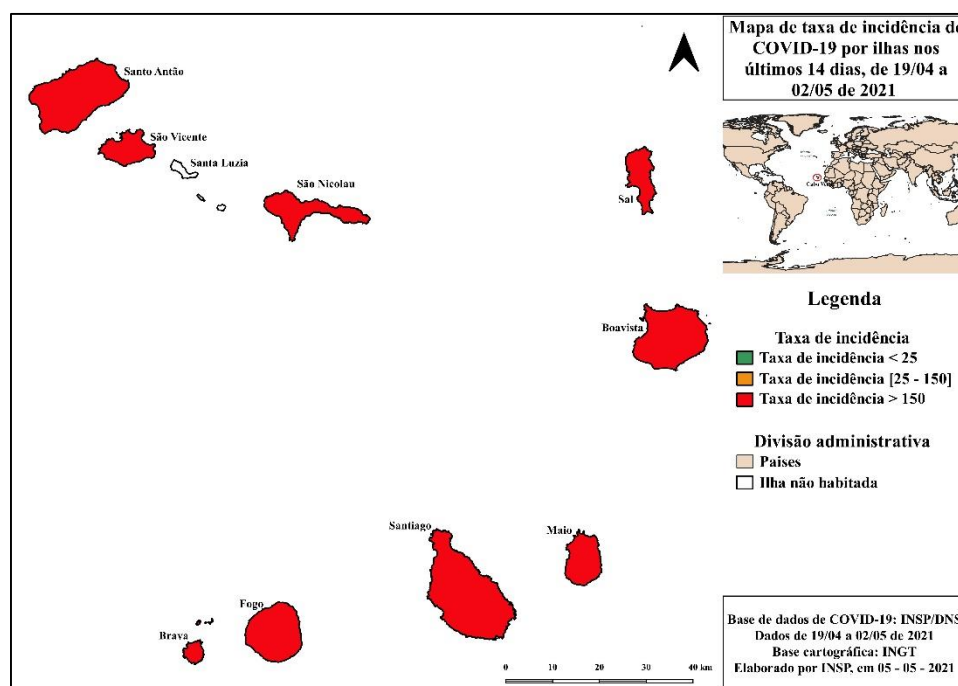 Mapa de taxa de incidência de
COVID-19 por ilhas nos
últimos 14 dias, de 19/04 a
02/05 de 2021
Santo Antão
São Vicente
Santa Luzia
São Nicolau
Sal
Boavista
Legenda
Taxa de incidência
Taxa de incidência < 25
Taxa de incidência [25 - 150]
Taxa de incidência > 150
Divisão administrativa
Paises
Ilha não habitada
Santiago
Maio
Fogo
Brava
0 10 20 30 40 km
Base de dados de COVID-19: INSP/DNS
Dados de 19/04 a 02/05 de 2021
Base cartográfica: INGT
Elaborado por INSP, em 05 - 05 - 2021